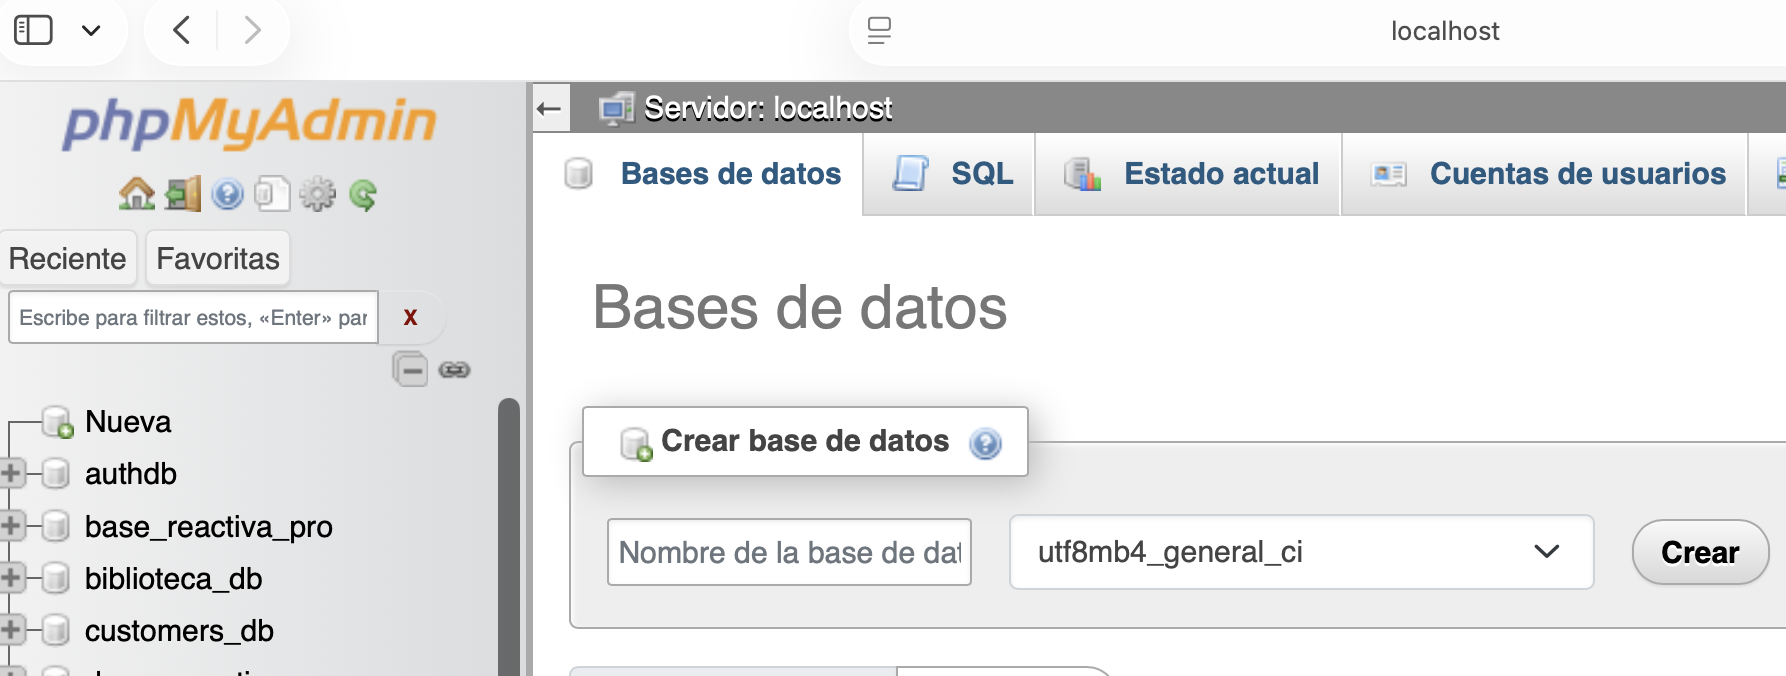 localhost
phpMyAdmin
Reciente
Favoritas
Escribe para filtrar estos, «Enter» par
X
Nueva
authdb
base_reactiva_pro
biblioteca_db
customers_db
Servidor: localhost
Bases de datos
SQL
Estado actual
Cuentas de usuarios
Bases de datos
Crear base de datos
Nombre de la base de dat
utf8mb4_general_ci
Crear